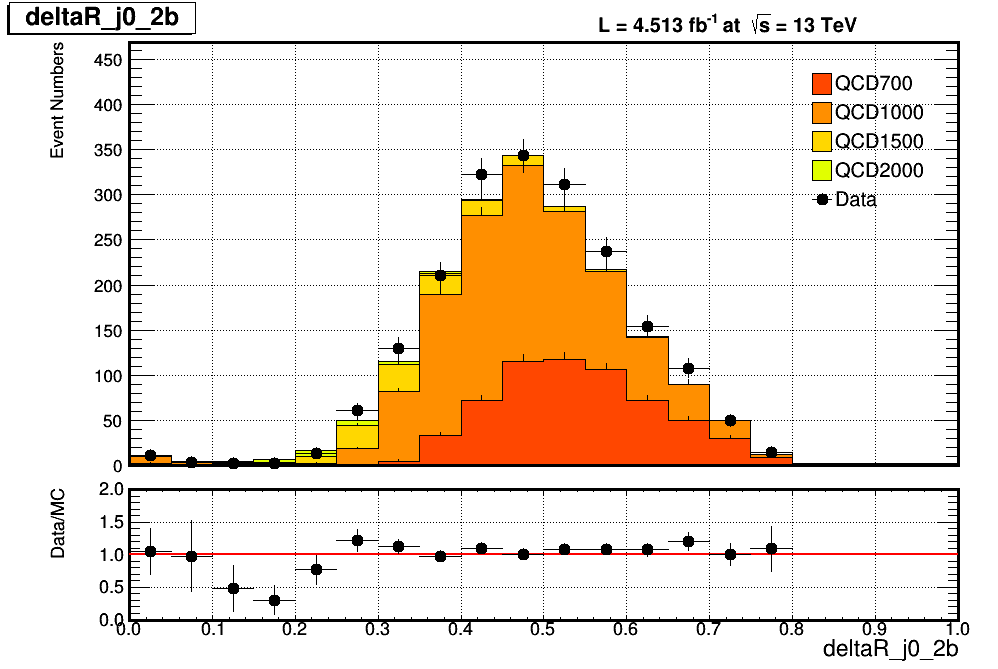 deltaR_j0_2b
L = 4.513 fb⁻¹ at √s = 13 TeV
Event Numbers
450
400
350
300
250
200
150
100
50
0
QCD700
QCD1000
QCD1500
QCD2000
Data
Data/MC
2.0
1.5
1.0
0.5
0.0
0.0 0.1 0.2 0.3 0.4 0.5 0.6 0.7 0.8 0.9 1.0
deltaR_j0_2b